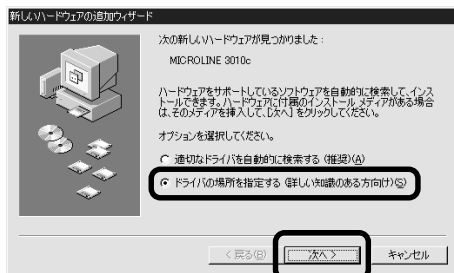 新しいハードウェアの追加ウィザード
次の新しいハードウェアが見つかりました：
MICROLINE 3010c
ハードウェアをサポートしているソフトウェアを自動的に検索して、インス
トールできます。ハードウェアに付属のインストール メディアがある場合
は、そのメディアを挿入して、[次へ] をクリックしてください。
オプションを選択してください。
適切なドライバを自動的に検索する (推奨)(A)
ドライバの場所を指定する (詳しい知識のある方向け)(S)
< 戻る(B)
次へ >
キャンセル